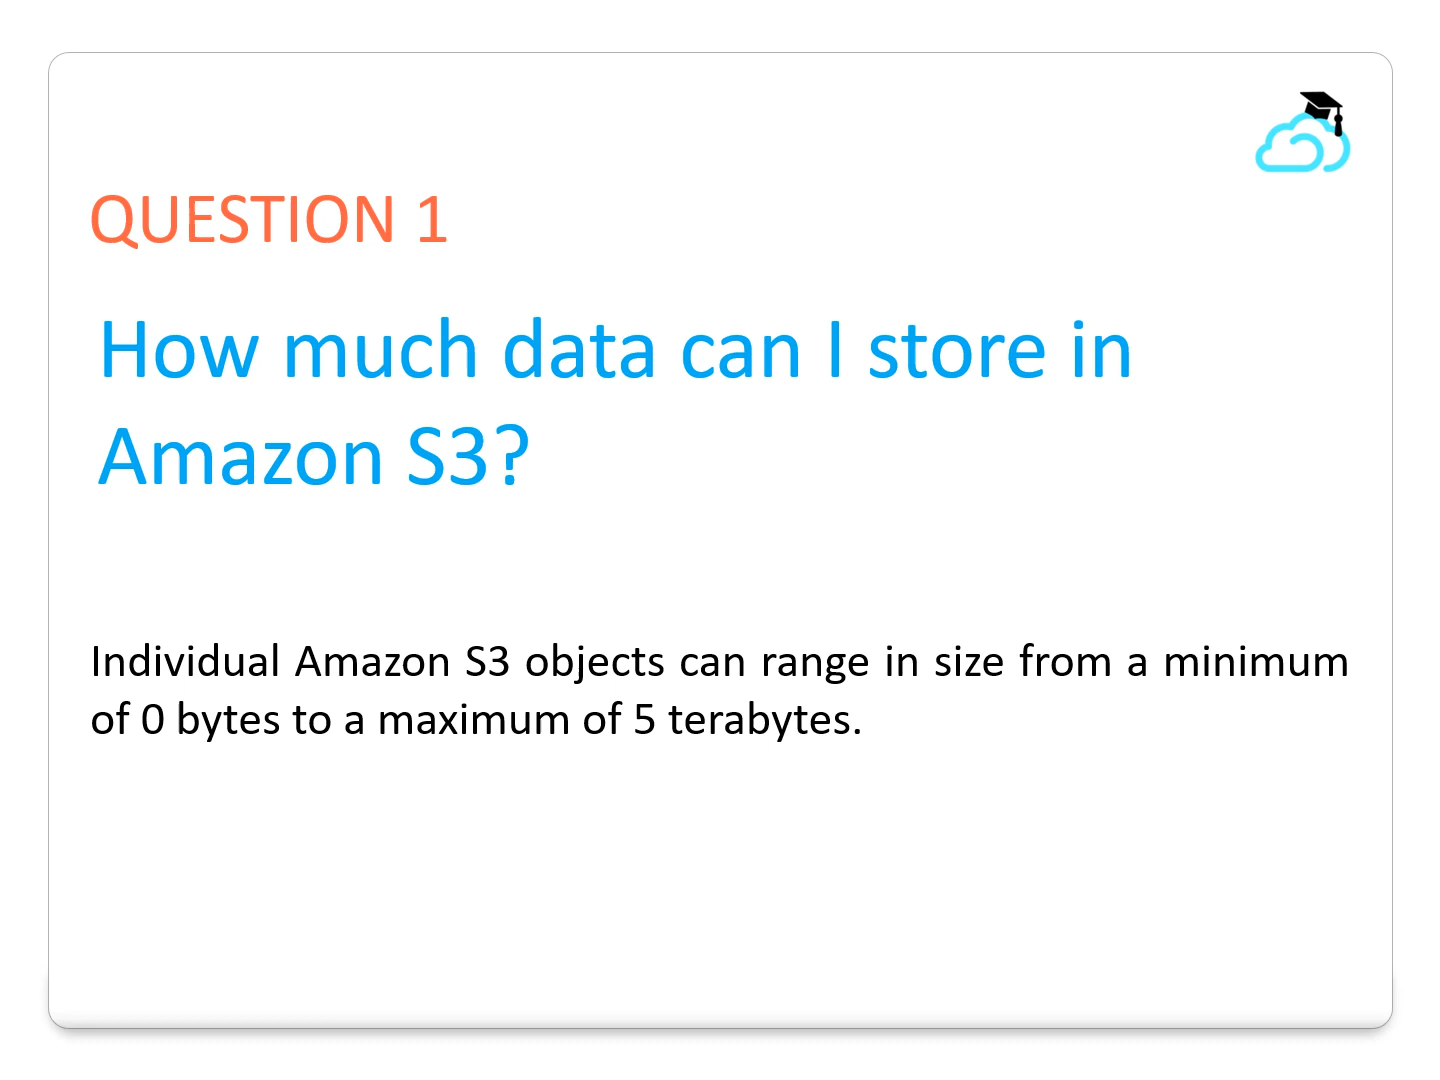 QUESTION 1
How much data can I store in
Amazon S3?
Individual Amazon S3 objects can range in size from a minimum
of 0 bytes to a maximum of 5 terabytes.